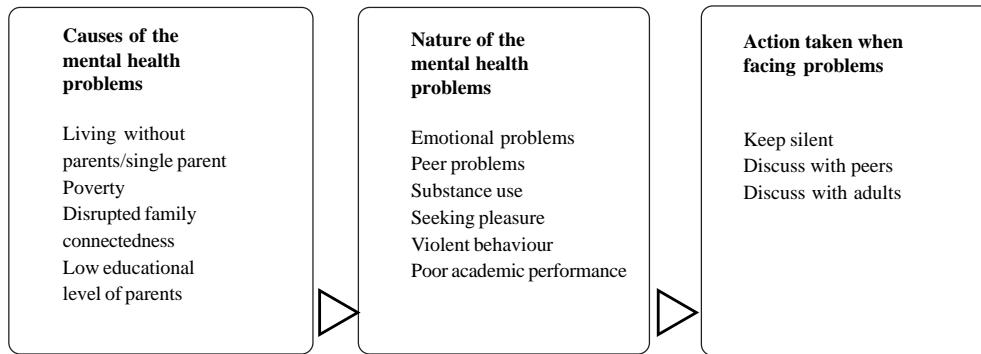 Causes of the
mental health
problems
Living without
parents/single parent
Poverty
Disrupted family
connectedness
Low educational
level of parents
Nature of the
mental health
problems
Emotional problems
Peer problems
Substance use
Seeking pleasure
Violent behaviour
Poor academic performance
Action taken when
facing problems
Keep silent
Discuss with peers
Discuss with adults